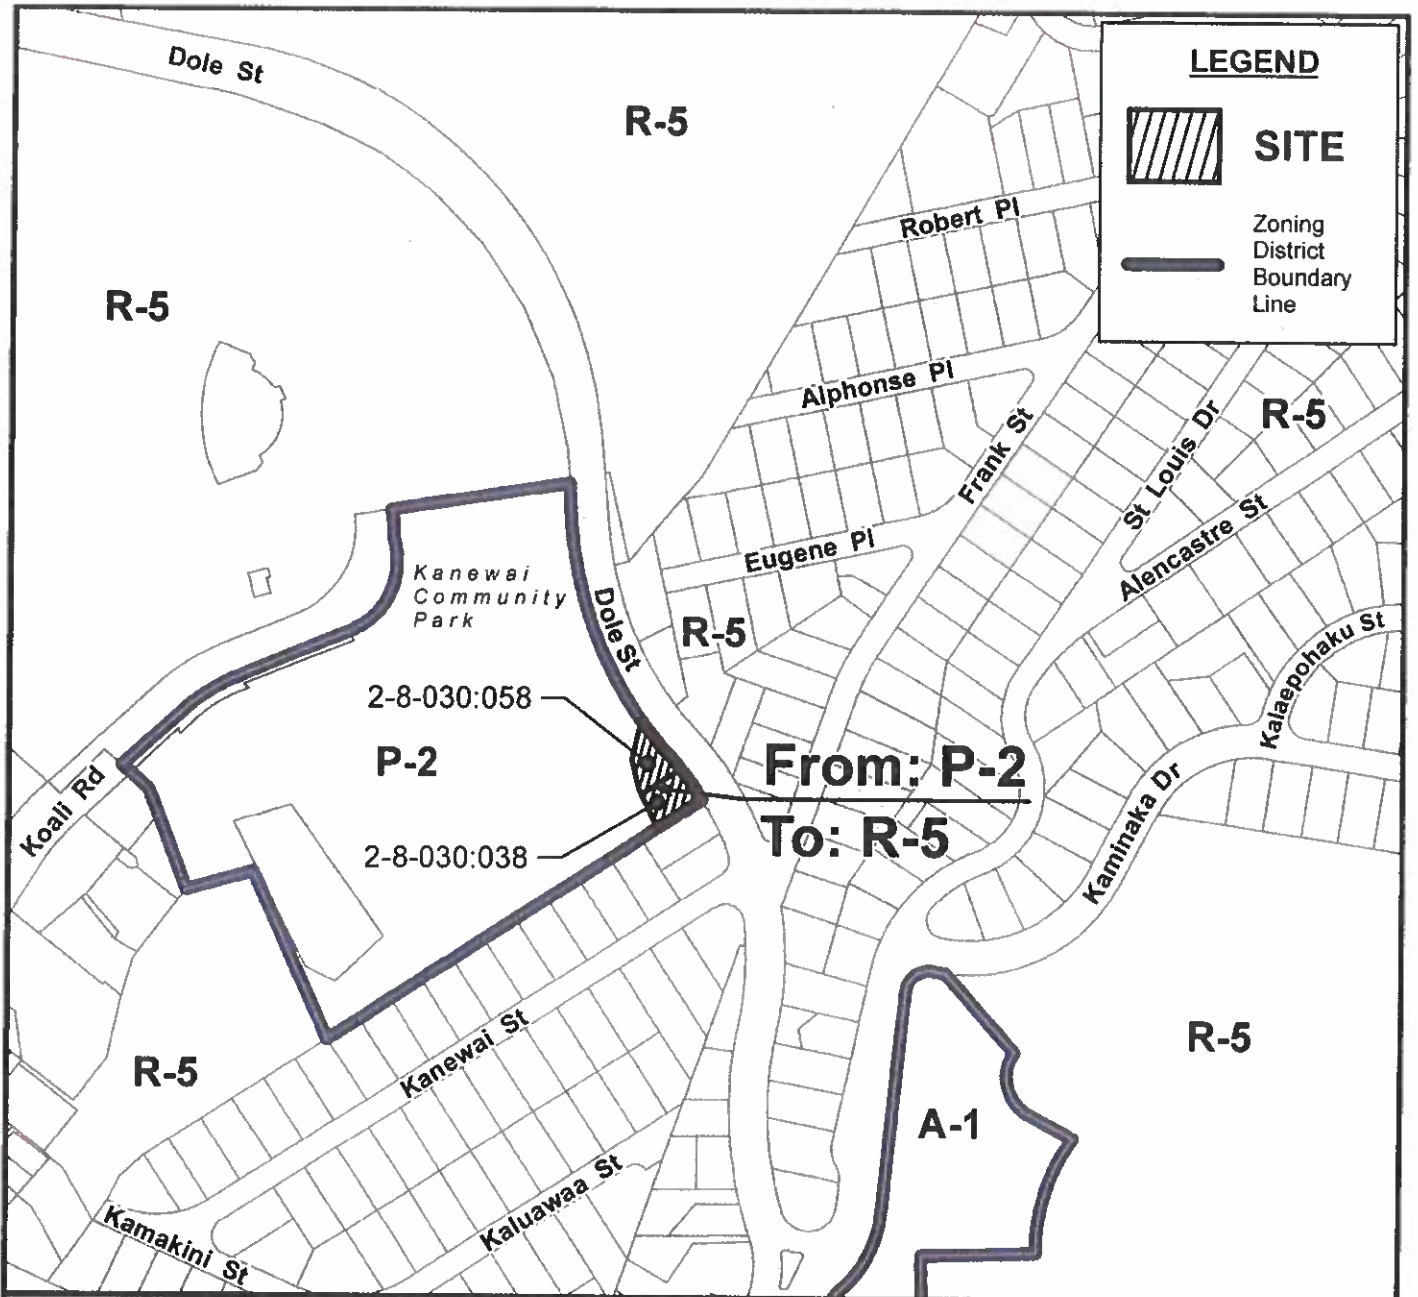 Dole St
R-5
LEGEND
SITE
Zoning
District
Boundary
Line
Robert Pl
R-5
Alphonse Pl
R-5
Frank St
St Louis Dr
Alencastre St
Eugene Pl
Kanewai
Community
Park
Dole St
R-5
Kalaepohaku St
2-8-030:058
P-2
From: P-2
To: R-5
Koali Rd
2-8-030:038
Kaminaka Dr
R-5
Kanewai St
R-5
A-1
Kaluawaa St
Kamakini St